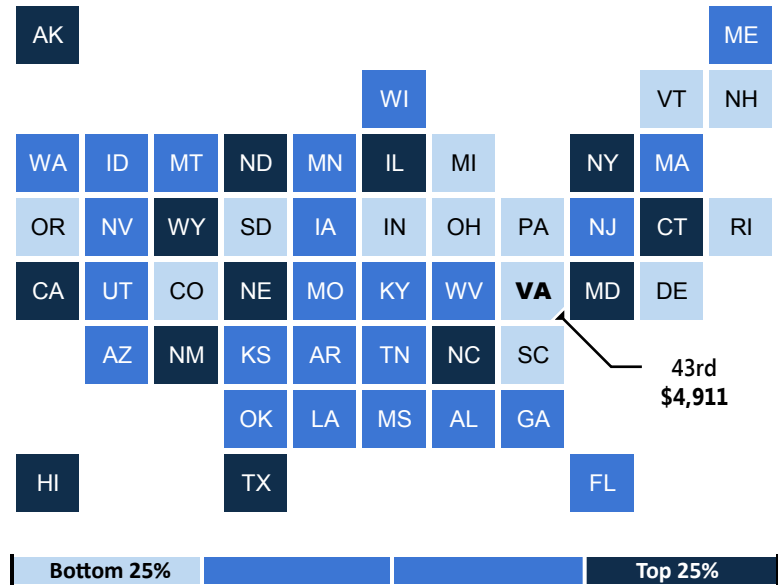 AK ME
WI VT NH
WA ID MT ND MN IL MI NY MA
OR NV WY SD IA IN OH PA NJ CT RI
CA UT CO NE MO KY WV VA MD DE
AZ NM KS AR TN NC SC
43rd
$4,911
OK LA MS AL GA
HI TX FL
Bottom 25% Top 25%